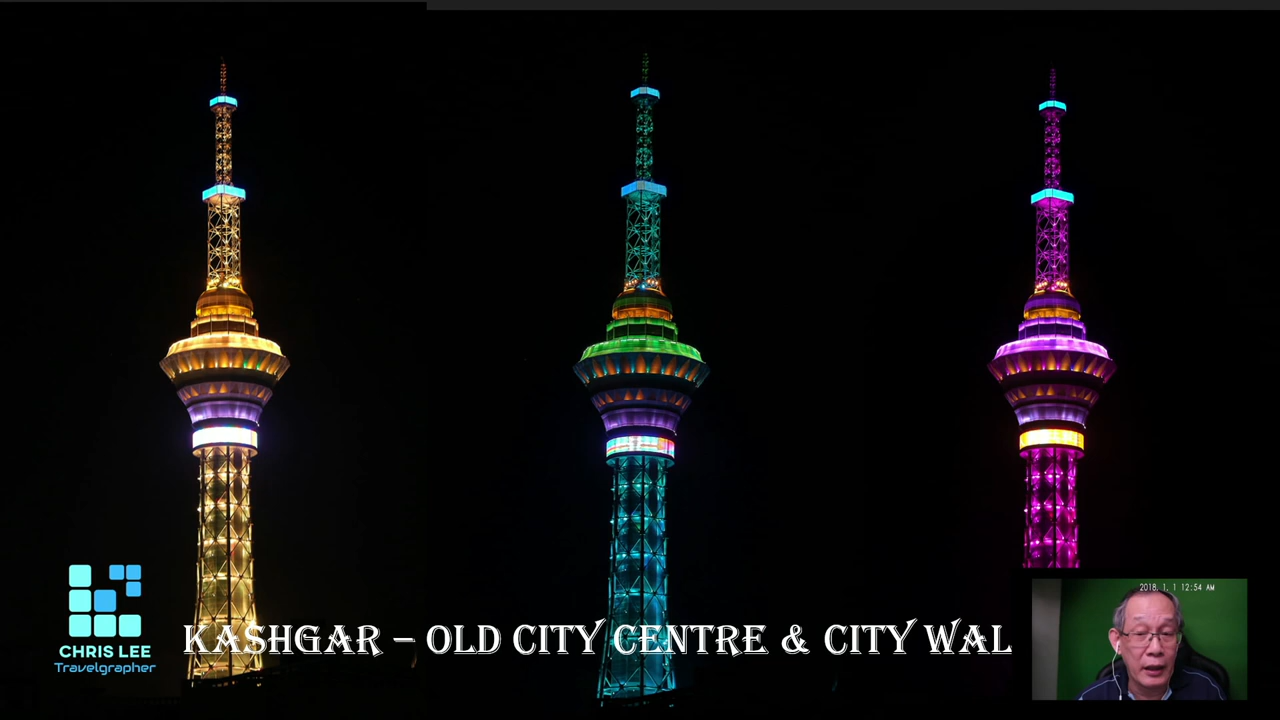 2018. 1. 1 12:54 AM
CHRIS LEE
Travelgrapher
KASHGAR – OLD CITY CENTRE & CITY WAL